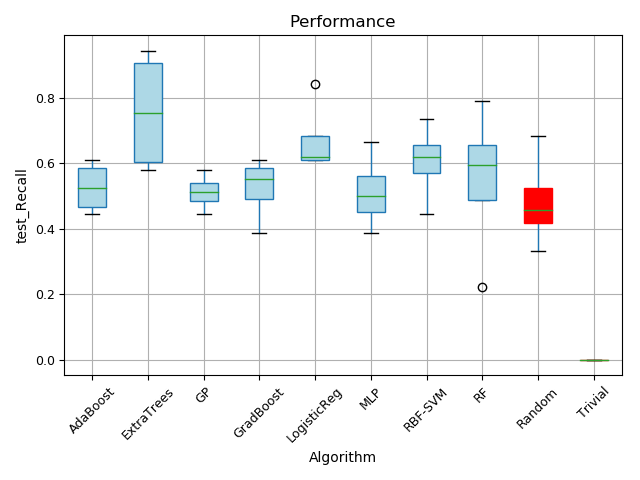 Performance
test_Recall
0.8
0.6
0.4
0.2
0.0
AdaBoost
ExtraTrees
GP
GradBoost
LogisticReg
MLP
RBF-SVM
RF
Random
Trivial
Algorithm